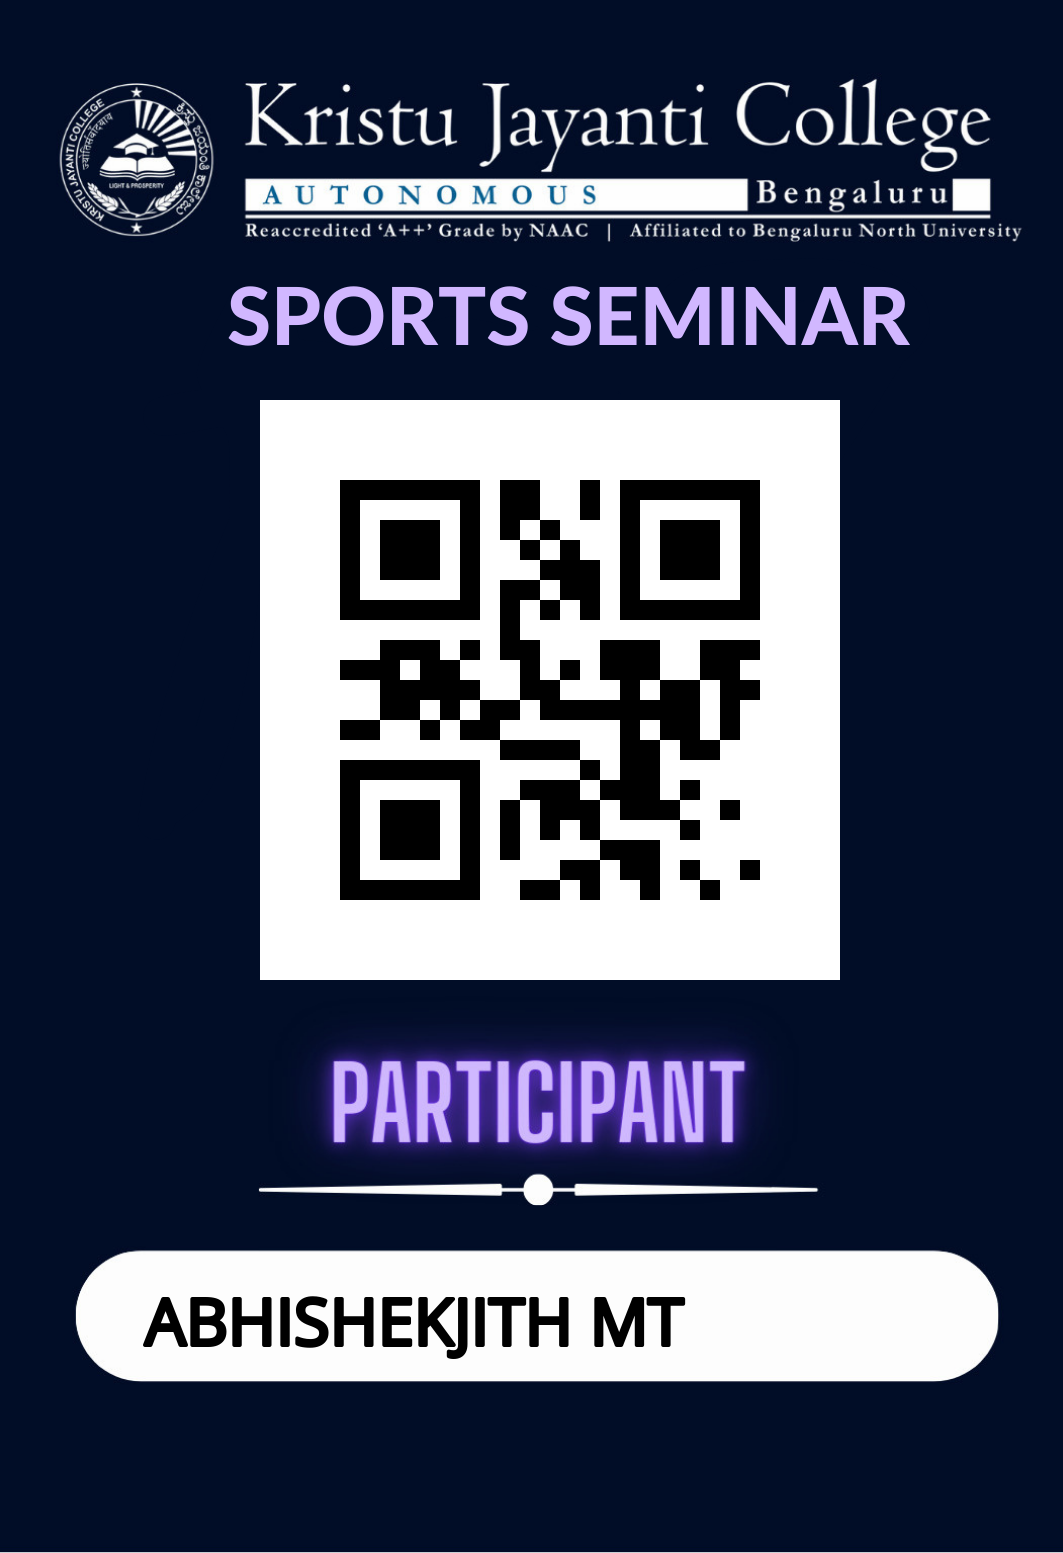 KRISTU JAYANTI COLLEGE
LIGHT & PROSPERITY
Kristu Jayanti College
AUTONOMOUS Bengaluru
Reaccredited ‘A++’ Grade by NAAC | Affiliated to Bengaluru North University
SPORTS SEMINAR
PARTICIPANT
ABHISHEKJITH MT